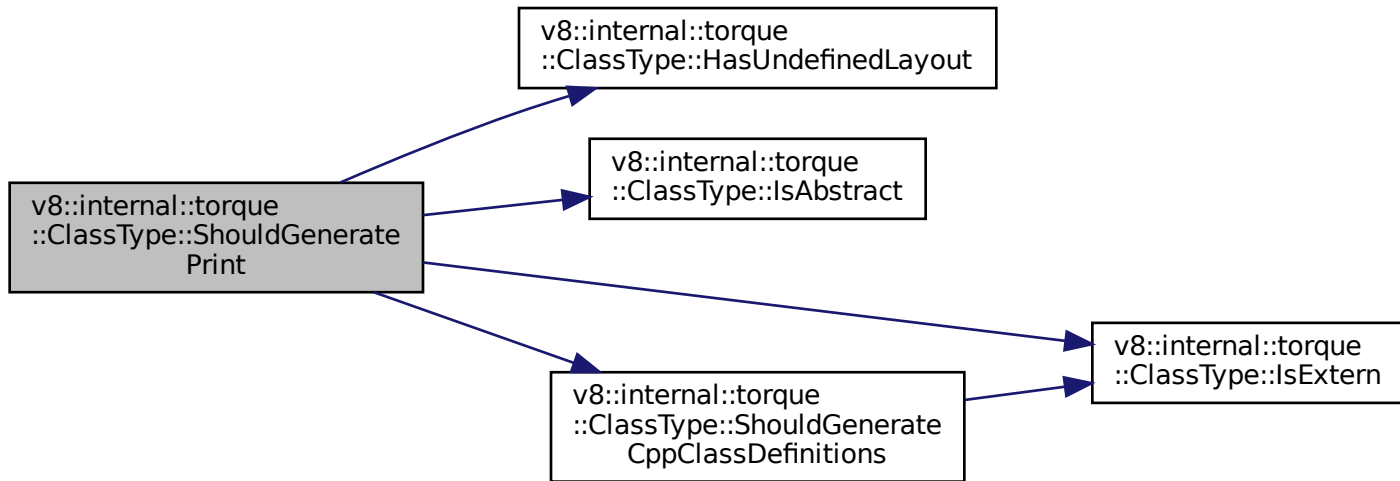 v8::internal::torque
::ClassType::HasUndefinedLayout
v8::internal::torque
::ClassType::IsAbstract
v8::internal::torque
::ClassType::ShouldGenerate
Print
v8::internal::torque
::ClassType::IsExtern
v8::internal::torque
::ClassType::ShouldGenerate
CppClassDefinitions